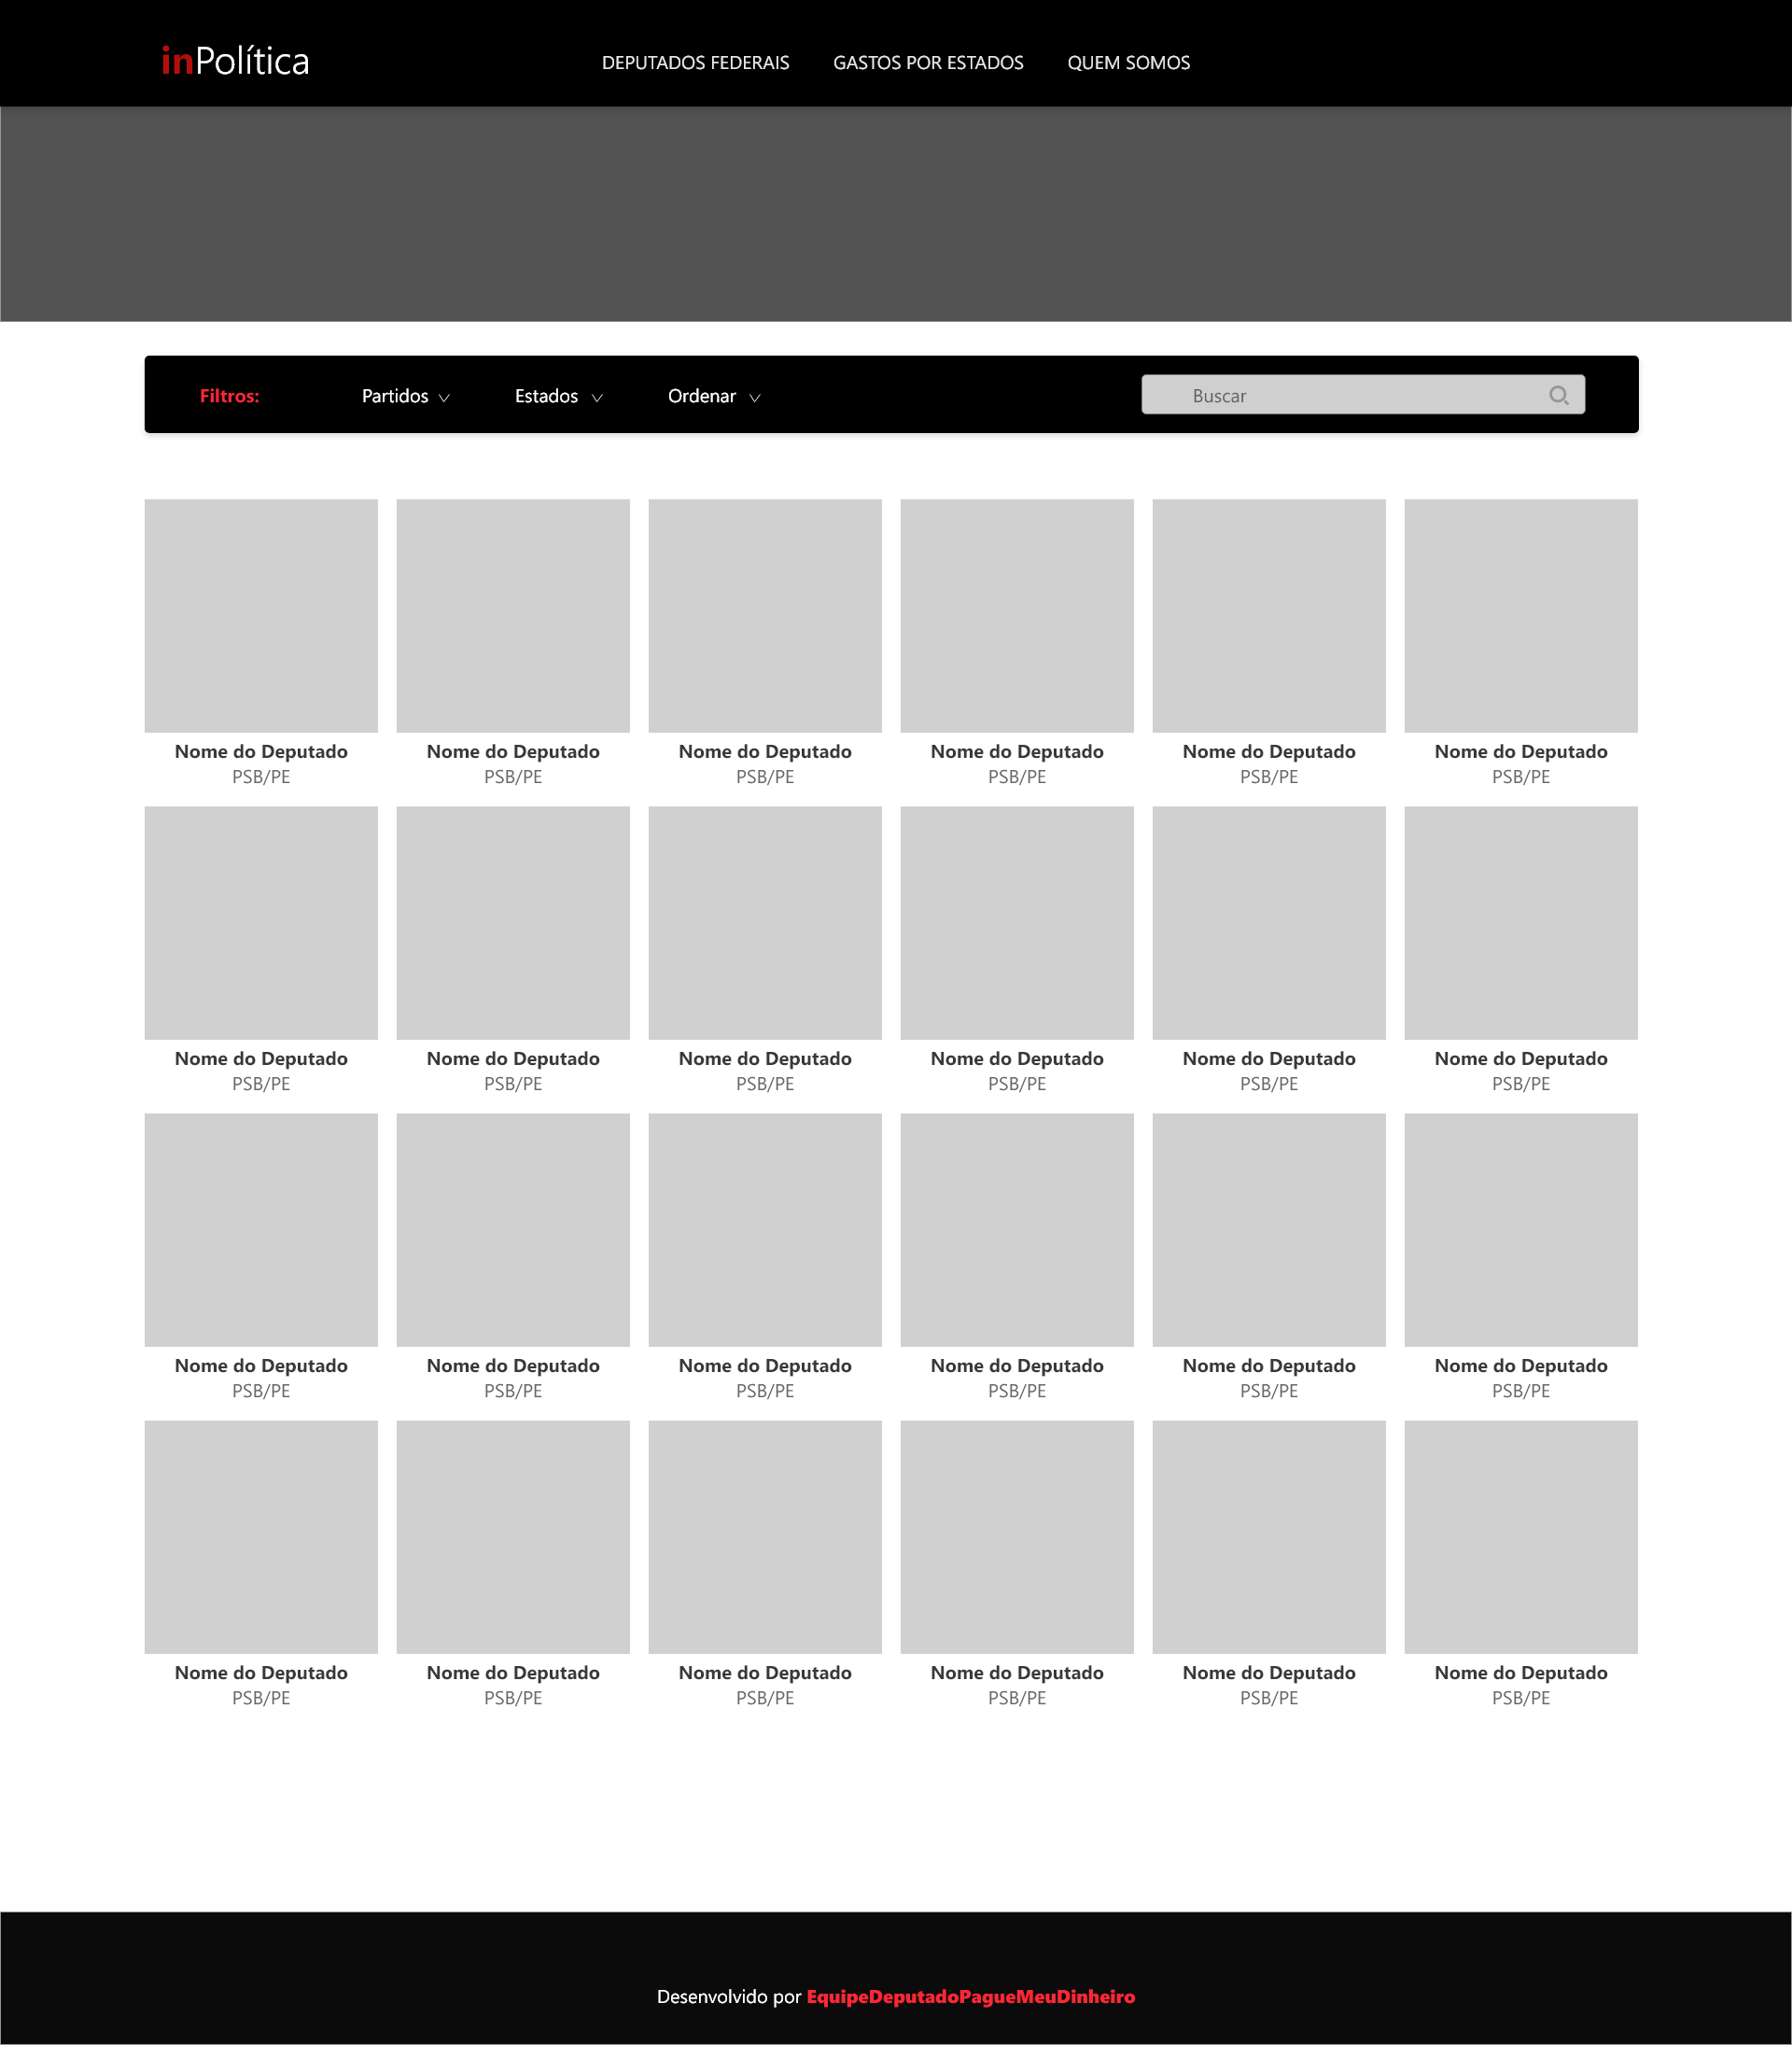 inPolítica DEPUTADOS FEDERAIS GASTOS POR ESTADOS QUEM SOMOS
Filtros: Partidos Estados Ordenar Buscar
Nome do Deputado Nome do Deputado Nome do Deputado Nome do Deputado Nome do Deputado Nome do Deputado
PSB/PE PSB/PE PSB/PE PSB/PE PSB/PE PSB/PE
Nome do Deputado Nome do Deputado Nome do Deputado Nome do Deputado Nome do Deputado Nome do Deputado
PSB/PE PSB/PE PSB/PE PSB/PE PSB/PE PSB/PE
Nome do Deputado Nome do Deputado Nome do Deputado Nome do Deputado Nome do Deputado Nome do Deputado
PSB/PE PSB/PE PSB/PE PSB/PE PSB/PE PSB/PE
Nome do Deputado Nome do Deputado Nome do Deputado Nome do Deputado Nome do Deputado Nome do Deputado
PSB/PE PSB/PE PSB/PE PSB/PE PSB/PE PSB/PE
Desenvolvido por EquipeDeputadoPagueMeuDinheiro